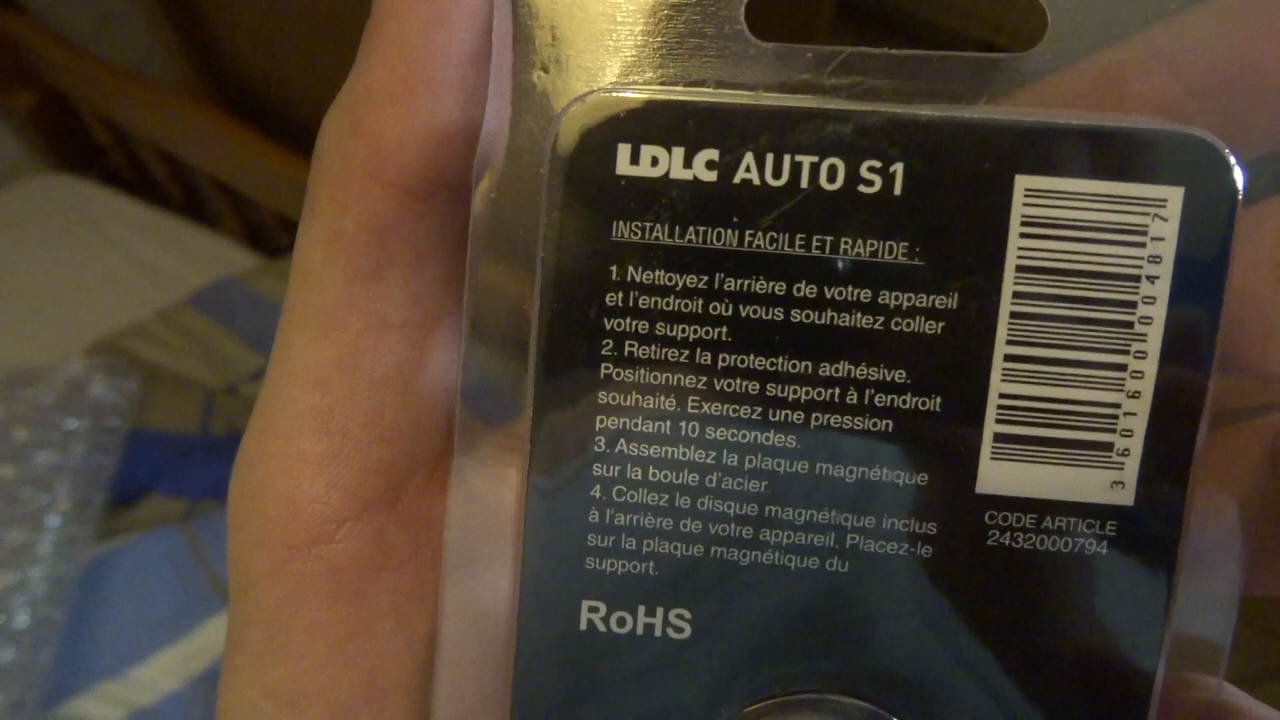 LDLC AUTO S1
INSTALLATION FACILE ET RAPIDE :
1. Nettoyez l'arrière de votre appareil
et l'endroit où vous souhaitez coller
votre support.
2. Retirez la protection adhésive.
Positionnez votre support à l'endroit
souhaité. Exercez une pression
pendant 10 secondes.
3. Assemblez la plaque magnétique
sur la boule d'acier.
4. Collez le disque magnétique inclus
à l'arrière de votre appareil. Placez-le
sur la plaque magnétique du
support.
RoHS
3 601600 004817
CODE ARTICLE
2432000794